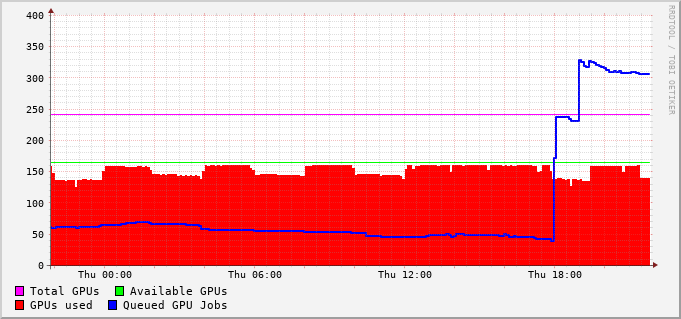 400
350
300
250
200
150
100
50
0
Thu 00:00 Thu 06:00 Thu 12:00 Thu 18:00
Total GPUs Available GPUs
GPUs used Queued GPU Jobs
RRDTOOL / TOBI OETIKER